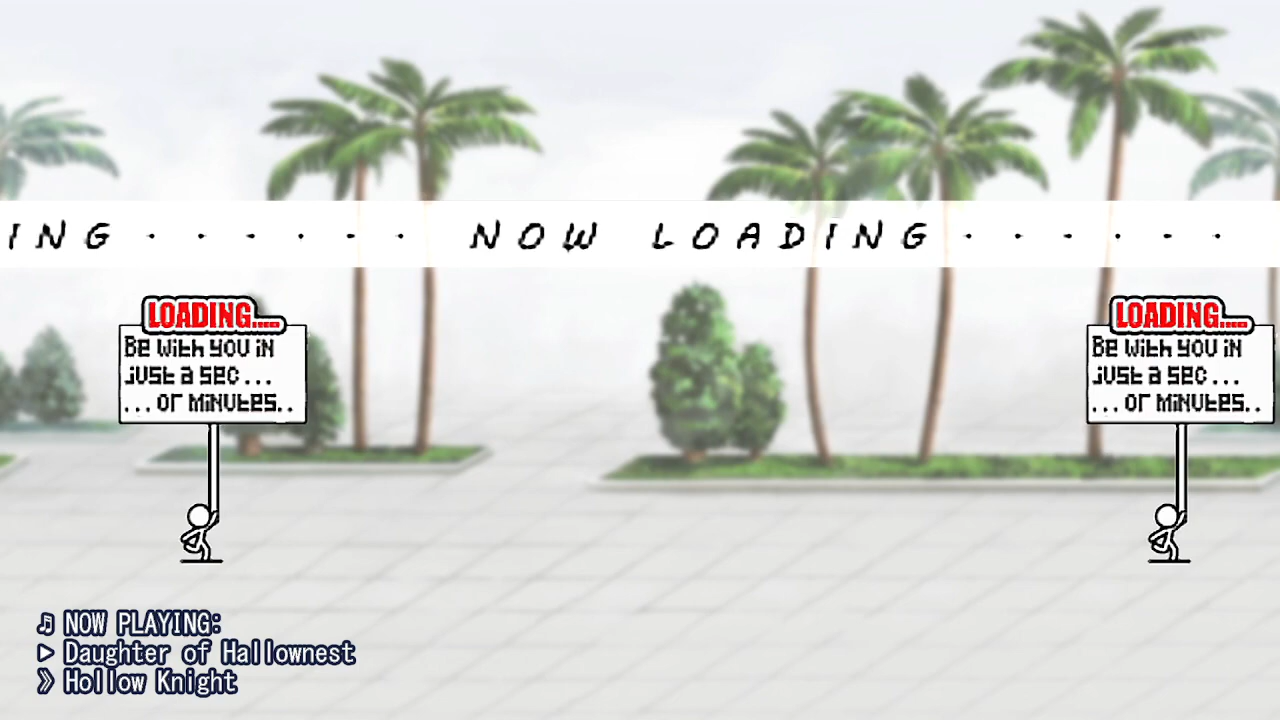 ING . . . . . . NOW LOADING . . . . . .
LOADING.....
Be with you in
just a sec...
...or minutes..
LOADING.....
Be with you in
just a sec...
...or minutes..
♫ NOW PLAYING:
► Daughter of Hallownest
》 Hollow Knight